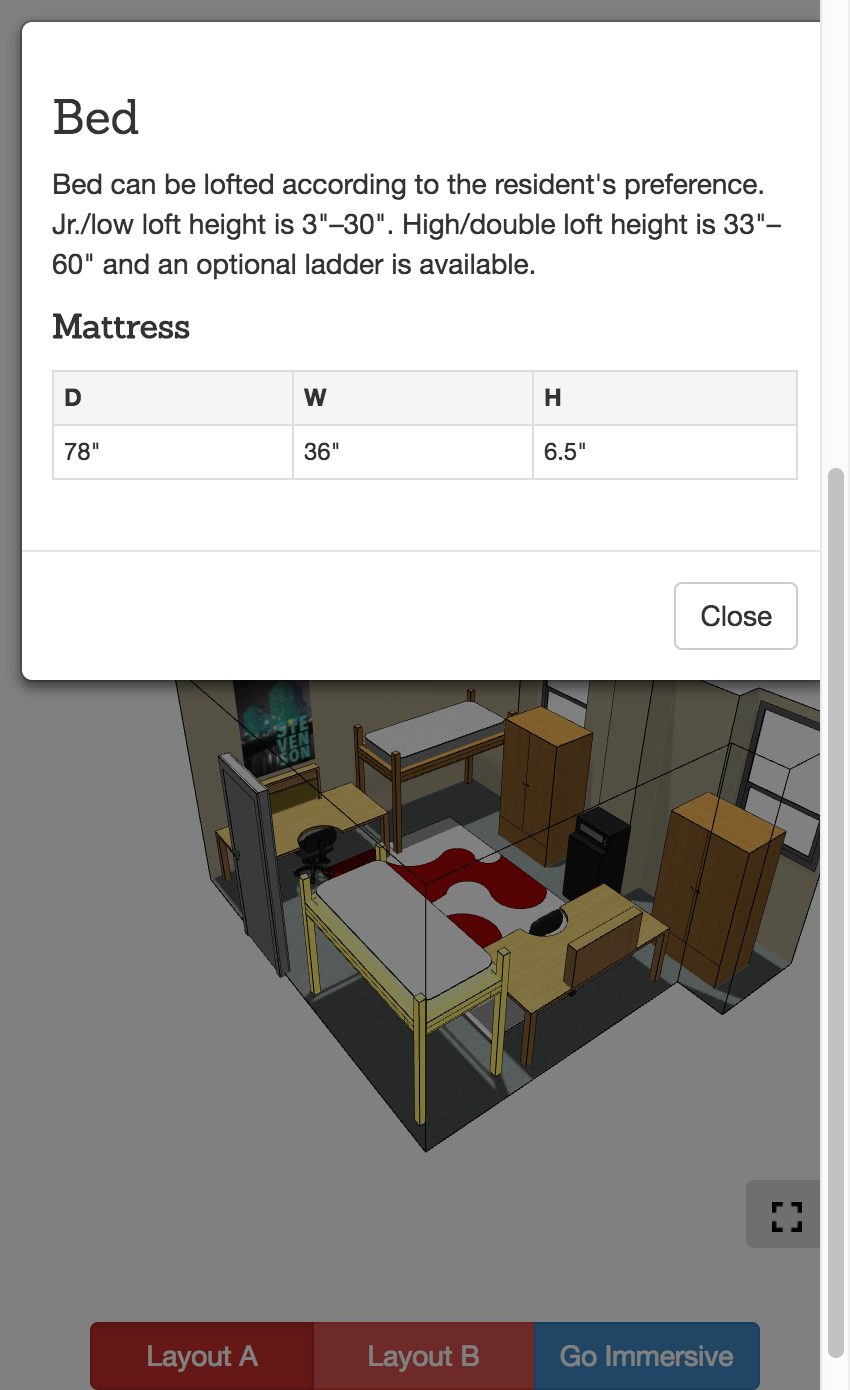 Bed
Bed can be lofted according to the resident's preference.
Jr./low loft height is 3"–30". High/double loft height is 33"–
60" and an optional ladder is available.
Mattress
D W H
78" 36" 6.5"
Close
STE
VEN
SON
Layout A Layout B Go Immersive